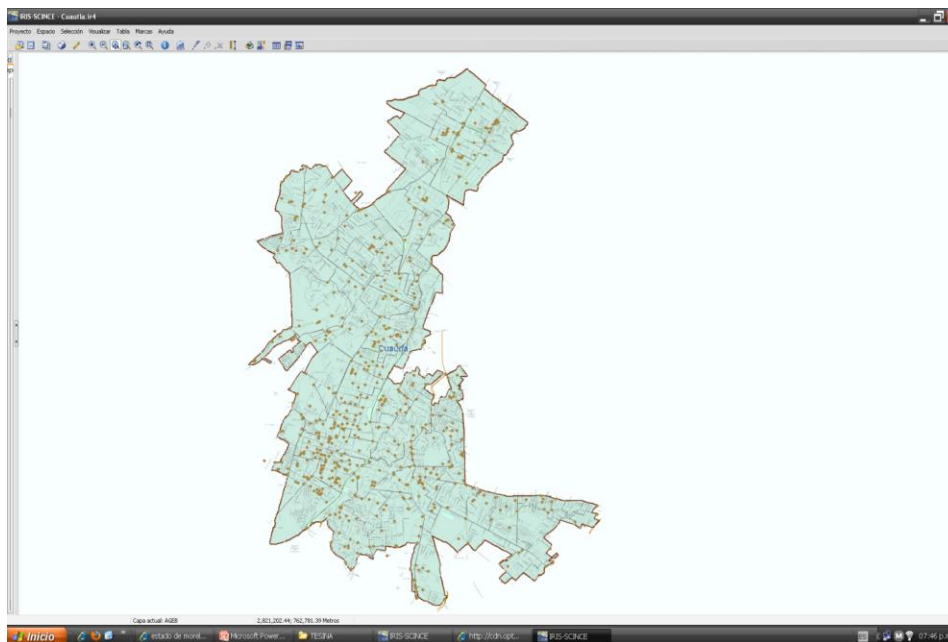 IRIS-SCINCE - Cuautla.ir4
Proyecto Espacio Selección Visualizar Tabla Marcas Ayuda
Cuautla
Capa actual: AGEB 2,821,202.44; 762,781.39 Metros
Inicio estado de morel... Microsoft Power... TESINA IRIS-SCINCE http://cdn.opt... IRIS-SCINCE 07:46 p.